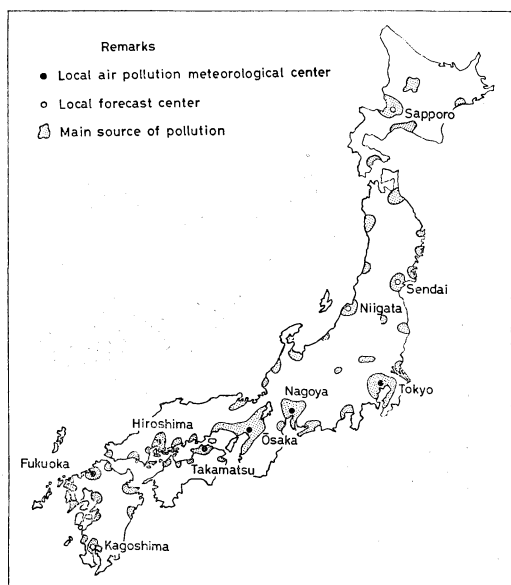 Remarks
Local air pollution meteorological center
Local forecast center
Main source of pollution
Sapporo
Sendai
Niigata
Tokyo
Nagoya
Hiroshima
Ōsaka
Fukuoka
Takamatsu
Kagoshima